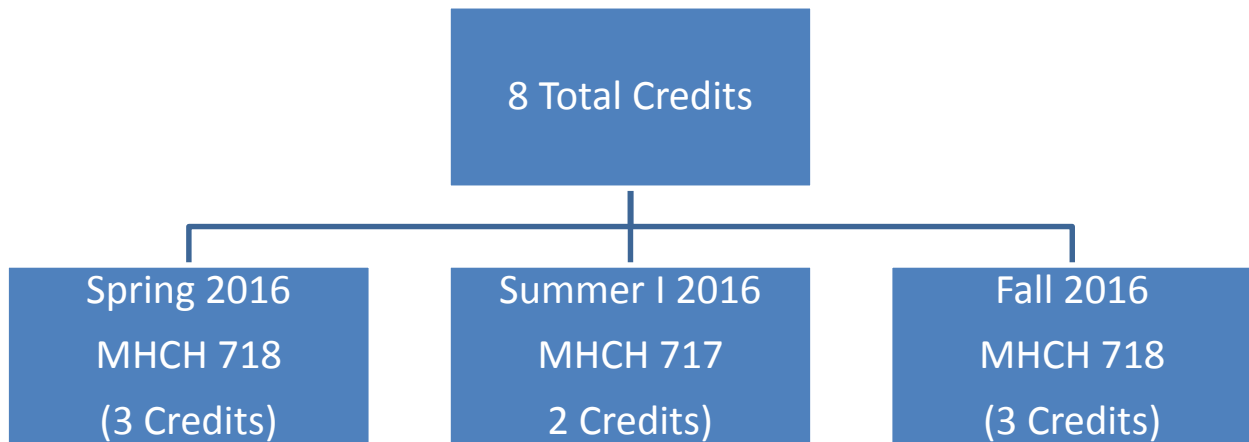 8 Total Credits
Spring 2016
MHCH 718
(3 Credits)
Summer I 2016
MHCH 717
2 Credits)
Fall 2016
MHCH 718
(3 Credits)